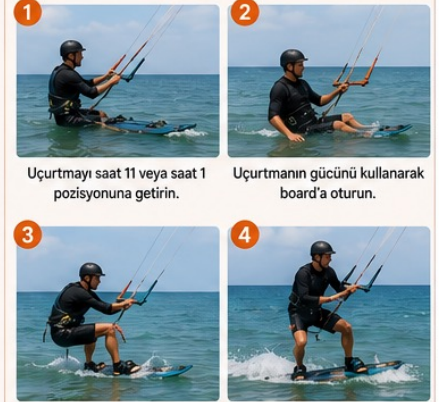 1
2
Uçurtmayı saat 11 veya saat 1
pozisyonuna getirin.
Uçurtmanın gücünü kullanarak
board'a oturun.
3
4